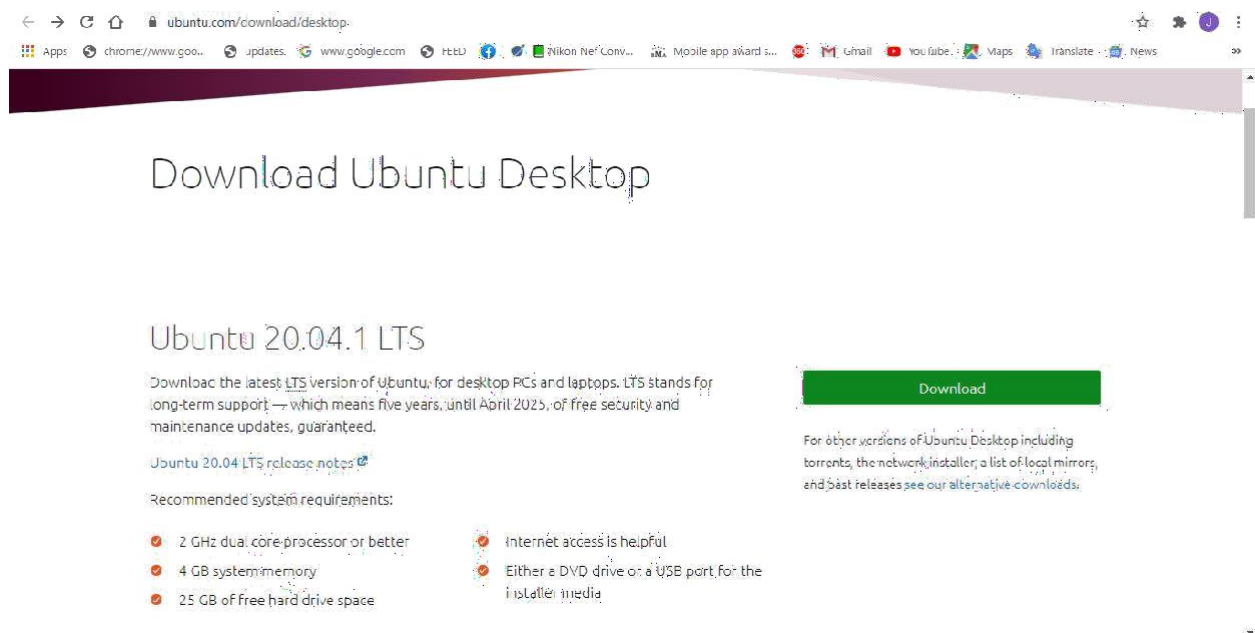 ubuntu.com/download/desktop
Apps chrome://www.goo... updates. www.google.com FEED Nikon Net Conv... Mobile app award s... Gmail YouTube Maps Translate News
Download Ubuntu Desktop
Ubuntu 20.04.1 LTS
Download the latest LTS version of Ubuntu, for desktop PCs and laptops. LTS stands for
long-term support — which means five years, until April 2025, of free security and
maintenance updates, guaranteed.
Ubuntu 20.04 LTS release notes
Recommended system requirements:
2 GHz dual core processor or better
4 GB system memory
25 GB of free hard drive space
Internet access is helpful
Either a DVD drive or a USB port for the
installer media
Download
For other versions of Ubuntu Desktop including
torrents, the network installer, a list of local mirrors,
and past releases see our alternative downloads.